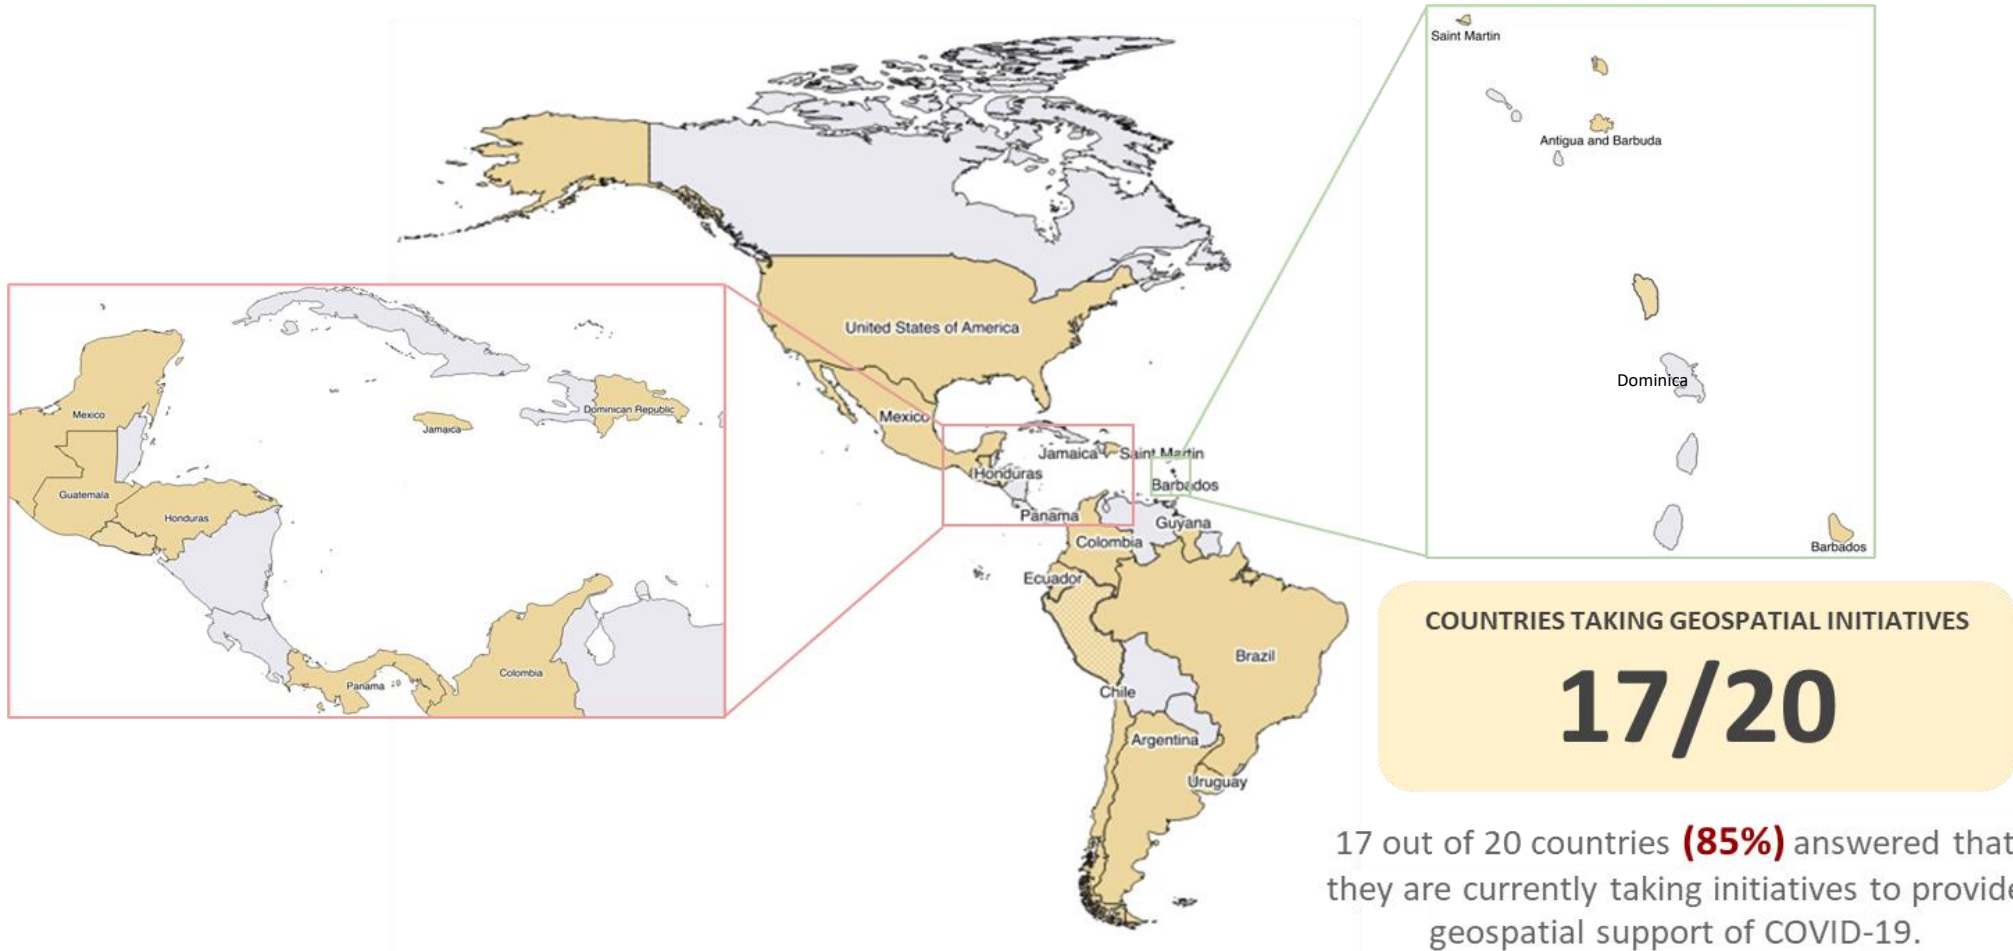 Saint Martin
Antigua and Barbuda
Dominica
Barbados
United States of America
Mexico
Jamaica
Saint Martin
Honduras
Barbados
Panama
Guyana
Colombia
Ecuador
Brazil
Chile
Argentina
Uruguay
Mexico
Jamaica
Dominican Republic
Guatemala
Honduras
Panama
Colombia
COUNTRIES TAKING GEOSPATIAL INITIATIVES
17/20
17 out of 20 countries (85%) answered that
they are currently taking initiatives to provide
geospatial support of COVID-19.